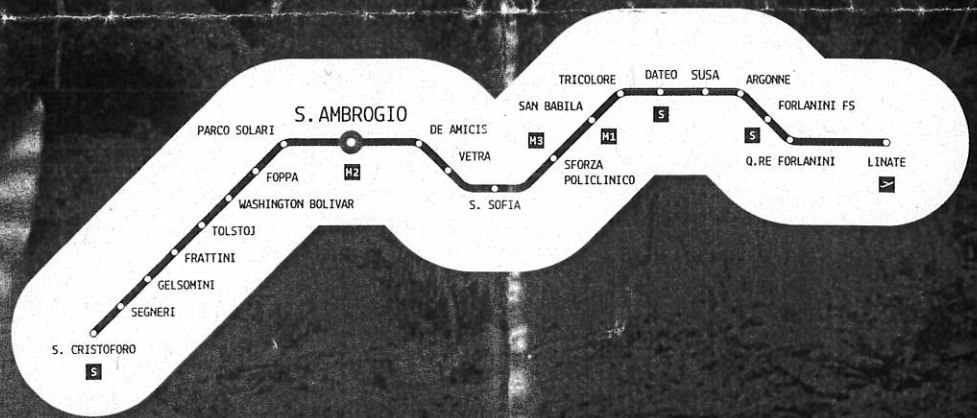 TRICOLORE
DATEO
SUSA
ARGONNE
S. AMBROGIO
SAN BABILA
FORLANINI FS
PARCO SOLARI
DE AMICIS
M3
M1
S
S
VETRA
M2
SFORZA
POLICLINICO
Q.RE FORLANINI
LINATE
FOPPA
WASHINGTON BOLIVAR
S. SOFIA
TOLSTOJ
FRATTINI
GELSOMINI
SEGNERI
S. CRISTOFORO
S